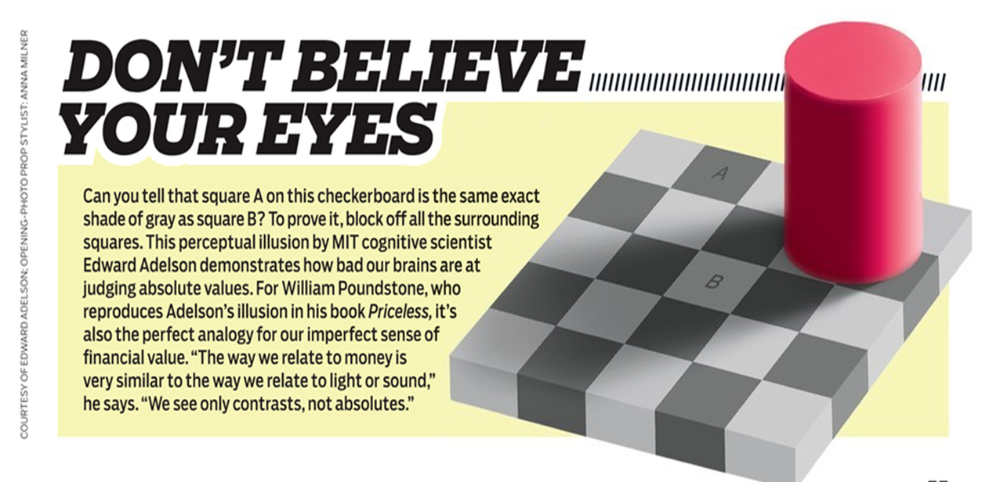 COURTESY OF EDWARD ADELSON; OPENING-PHOTO PROP STYLIST: ANNA MILNER
DON'T BELIEVE
YOUR EYES
Can you tell that square A on this checkerboard is the same exact
shade of gray as square B? To prove it, block off all the surrounding
squares. This perceptual illusion by MIT cognitive scientist
Edward Adelson demonstrates how bad our brains are at
judging absolute values. For William Poundstone, who
reproduces Adelson's illusion in his book Priceless, it's
also the perfect analogy for our imperfect sense of
financial value. “The way we relate to money is
very similar to the way we relate to light or sound,”
he says. “We see only contrasts, not absolutes.”
A
B